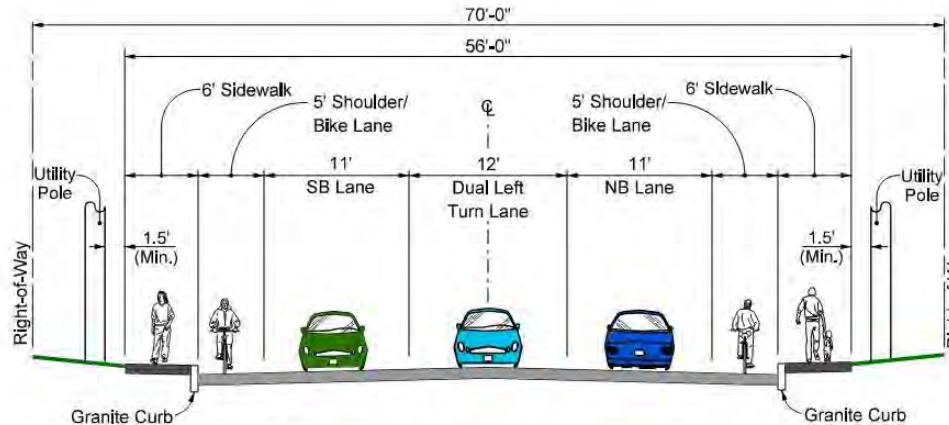 70'-0"
56'-0"
6' Sidewalk
5' Shoulder/
Bike Lane
℄
5' Shoulder/
Bike Lane
6' SIdewalk
Utility
Pole
11'
SB Lane
12'
Dual Left
Turn Lane
11'
NB Lane
Utility
Pole
1.5'
(Min.)
1.5'
(Min.)
Right-of-Way
Granite Curb
Granite Curb